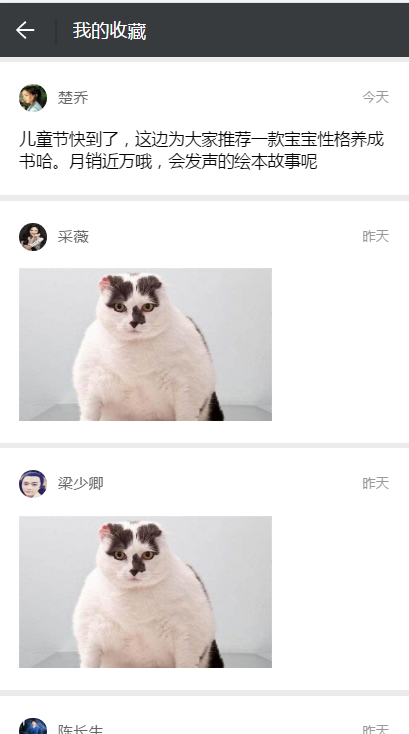 我的收藏
楚乔
今天
儿童节快到了，这边为大家推荐一款宝宝性格养成
书哈。月销近万哦，会发声的绘本故事呢
采薇
昨天
梁少卿
昨天
陈长生
昨天